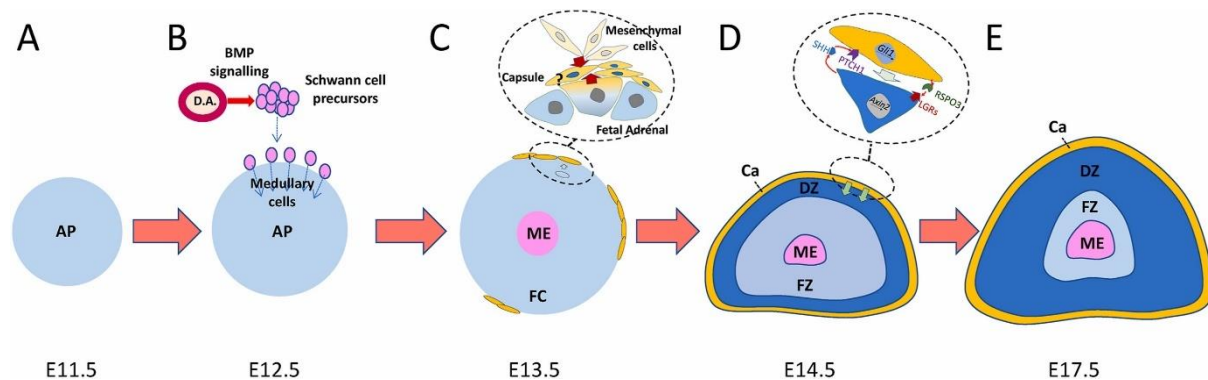 A
B
C
D
E
BMP
signalling
D.A.
Schwann cell
precursors
Medullary
cells
AP
AP
Mesenchymal
cells
Capsule
?
Fetal Adrenal
ME
FC
SHH
PTCH1
Gli1
Axin2
RSPO3
LGRs
Ca
DZ
ME
FZ
Ca
DZ
FZ
ME
E11.5
E12.5
E13.5
E14.5
E17.5